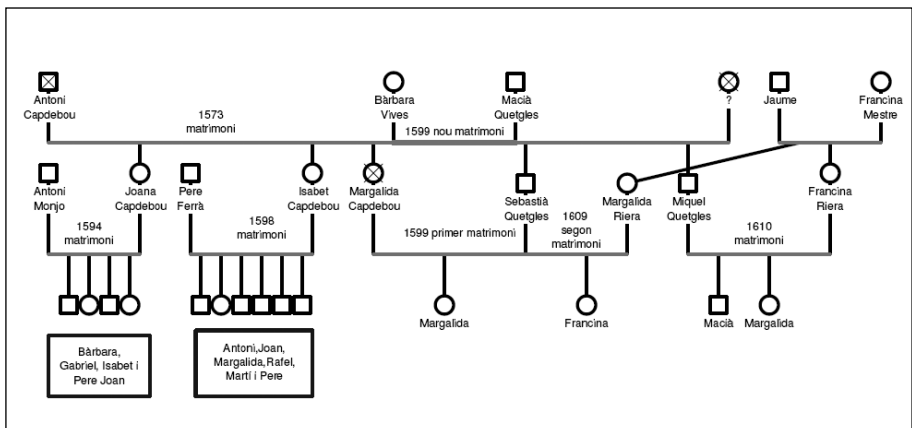 Antoni
Capdebou
1573
matrimoni
Bàrbara
Vives
Macià
Quetgles
1599 nou matrimoni
?
Jaume
Francina
Mestre
Antoni
Monjo
Joana
Capdebou
Pere
Ferrà
Isabet
Capdebou
Margalida
Capdebou
Sebastià
Quetgles
Margalida
Riera
Miquel
Quetgles
Francina
Riera
1594
matrimoni
1598
matrimoni
1599 primer matrimoni
1609
segon
matrimoni
1610
matrimoni
Margalida
Francina
Macià
Margalida
Bàrbara,
Gabriel, Isabet i
Pere Joan
Antoni,Joan,
Margalida,Rafel,
Martí i Pere